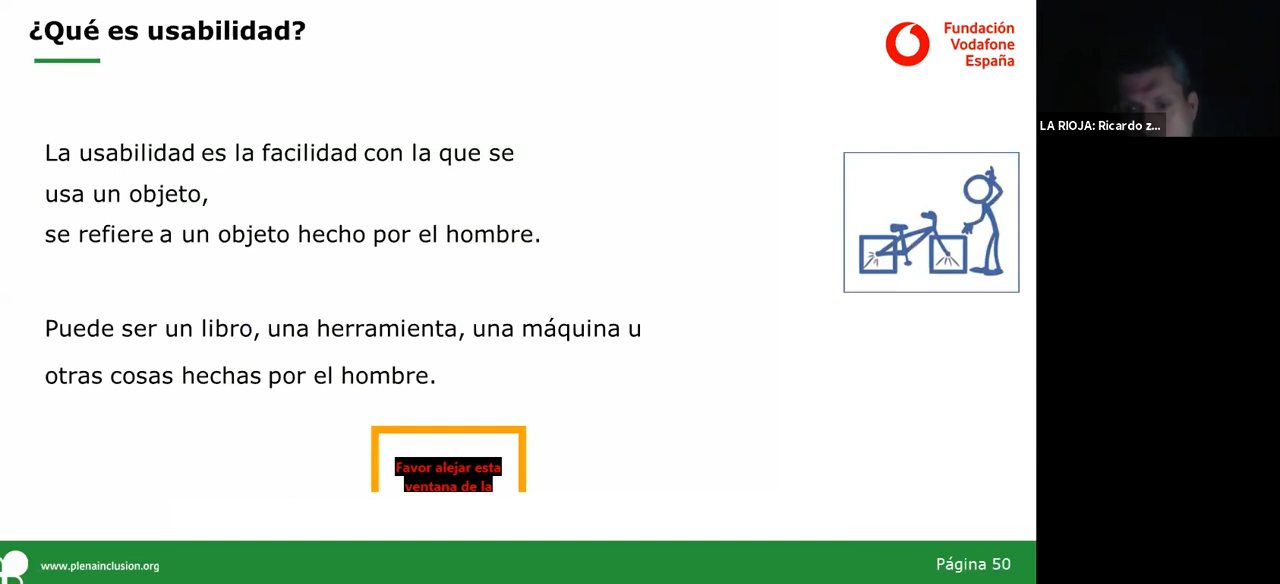 ¿Qué es usabilidad?
Fundación
Vodafone
España
LA RIOJA: Ricardo z...
La usabilidad es la facilidad con la que se
usa un objeto,
se refiere a un objeto hecho por el hombre.
Puede ser un libro, una herramienta, una máquina u
otras cosas hechas por el hombre.
Favor alejar esta
ventana de la
www.plenainclusion.org
Página 50